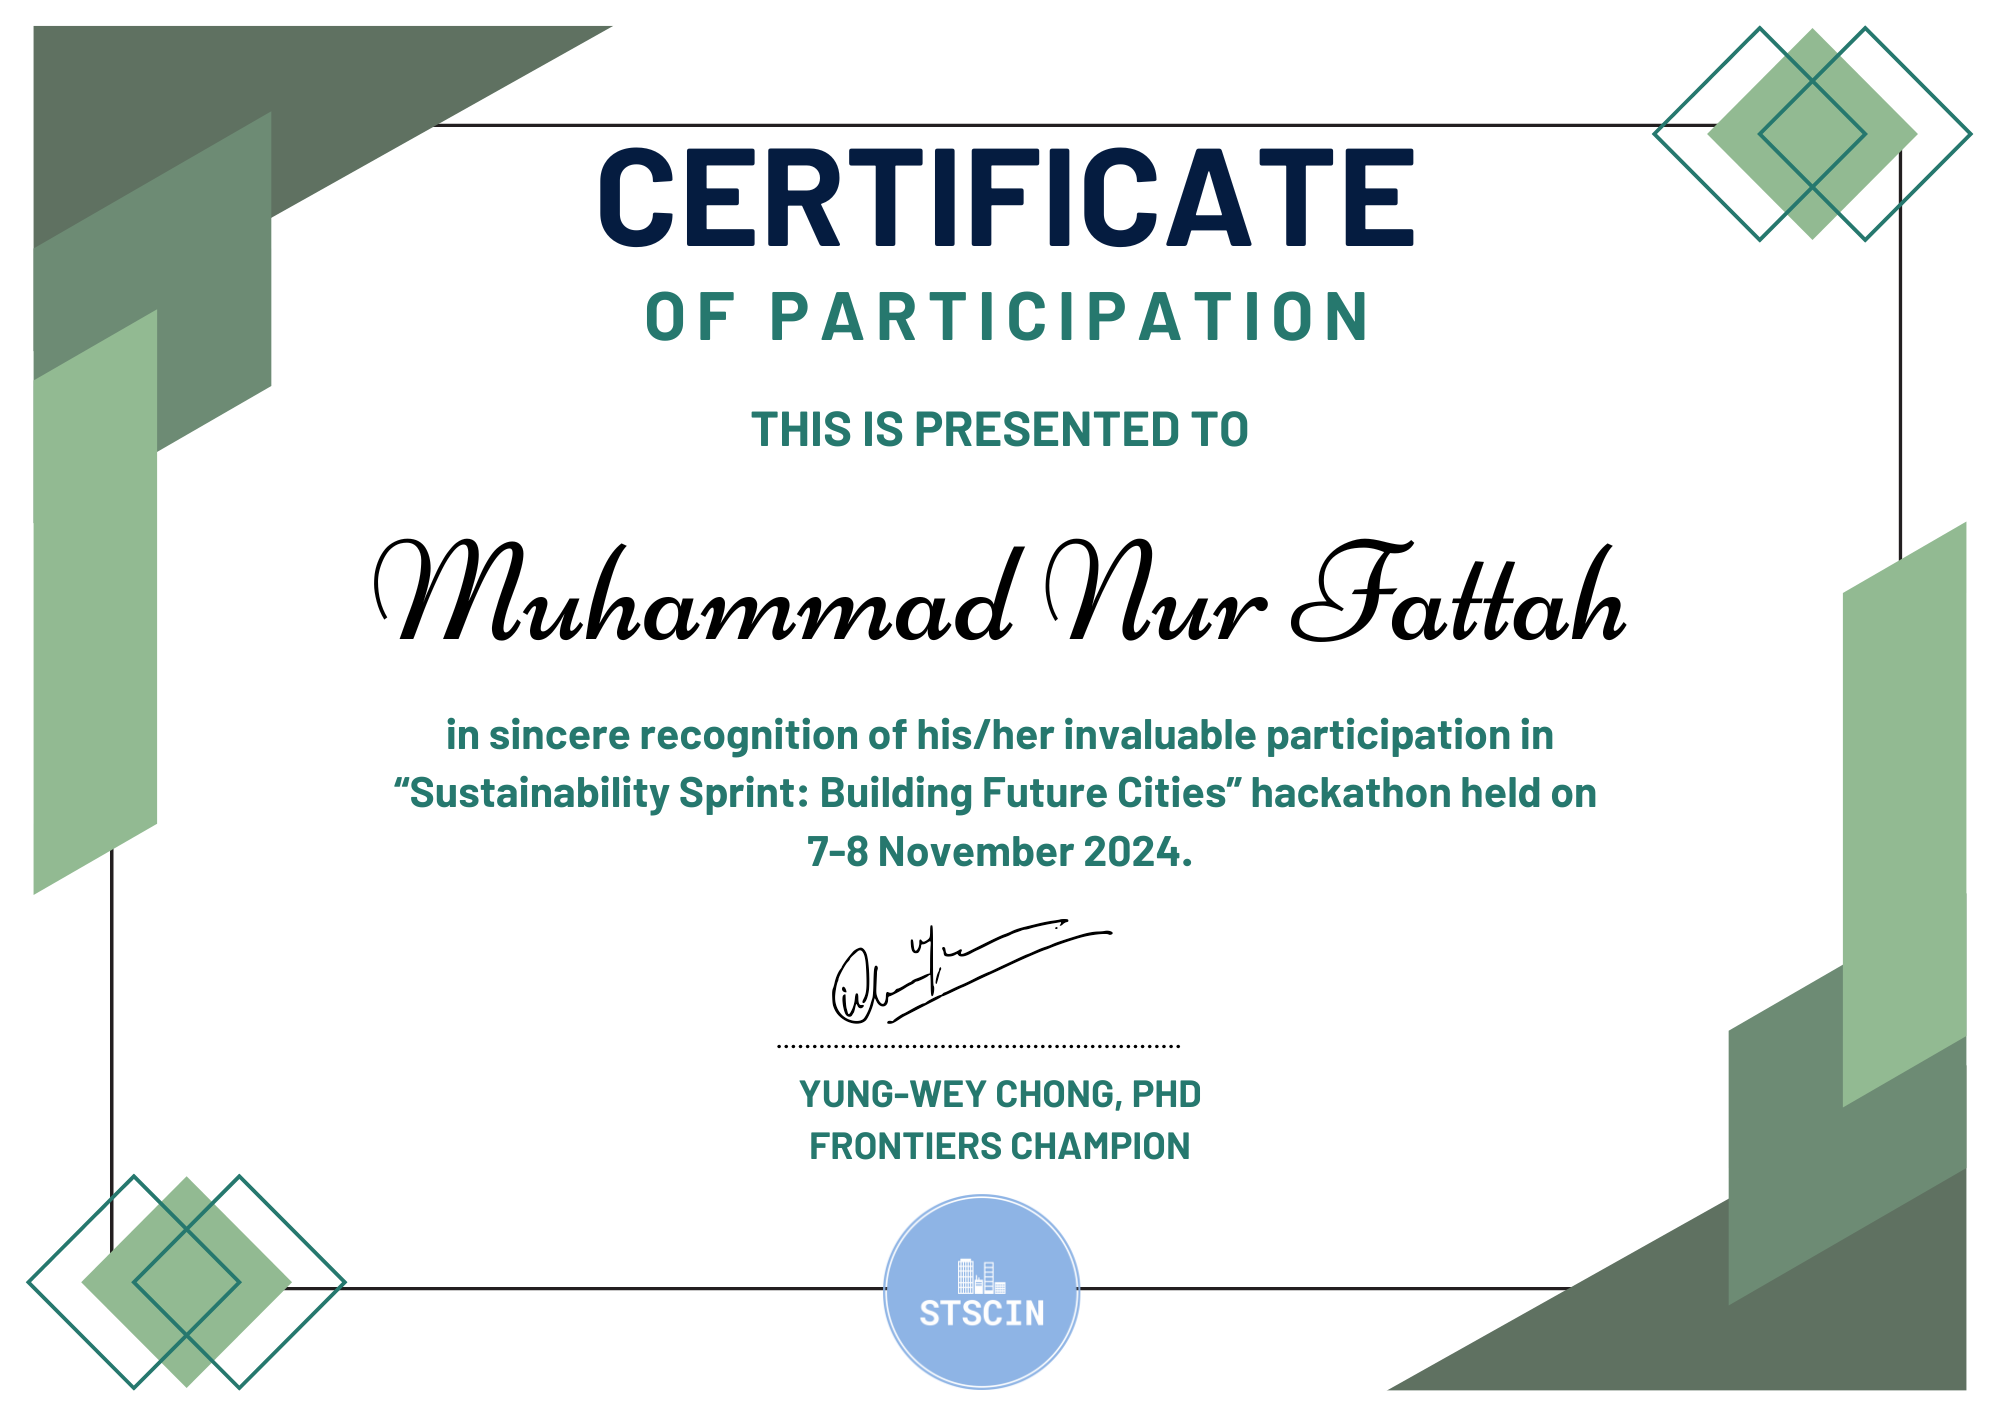 CERTIFICATE
OF PARTICIPATION
THIS IS PRESENTED TO
Muhammad Nur Fattah
in sincere recognition of his/her invaluable participation in
“Sustainability Sprint: Building Future Cities” hackathon held on
7-8 November 2024.
YUNG-WEY CHONG, PHD
FRONTIERS CHAMPION
STSCIN